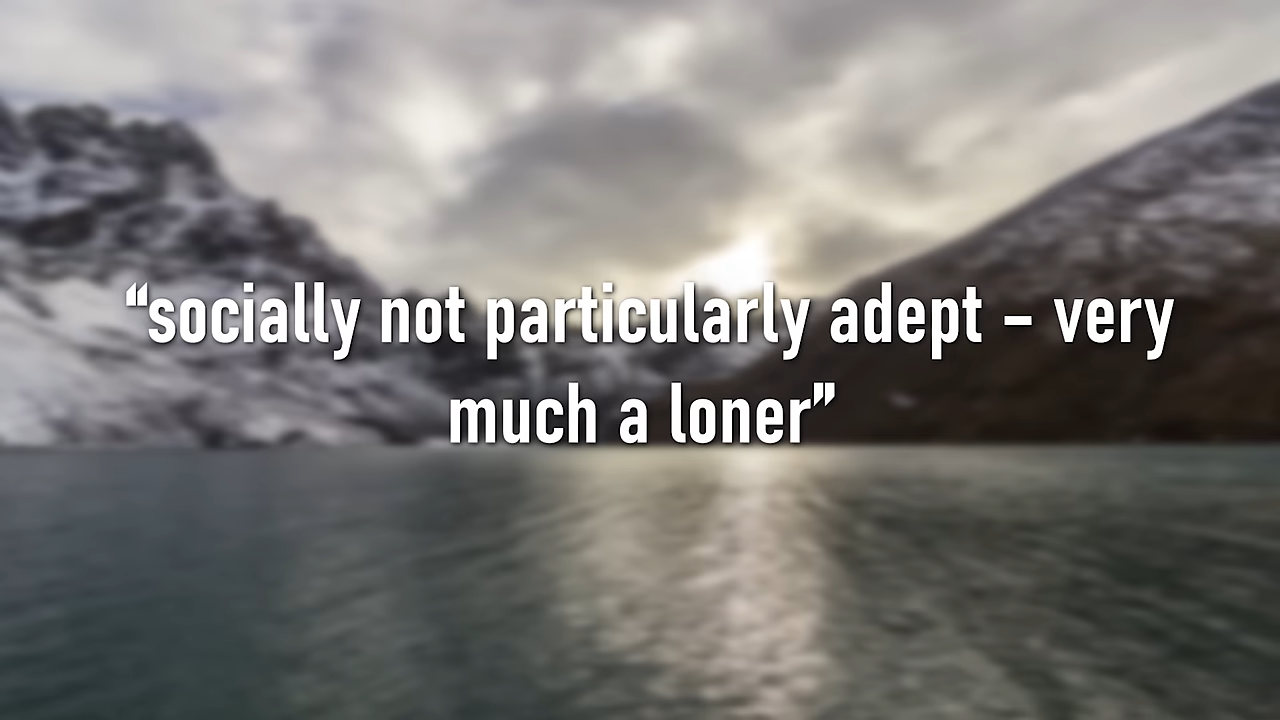 “socially not particularly adept – very
much a loner”